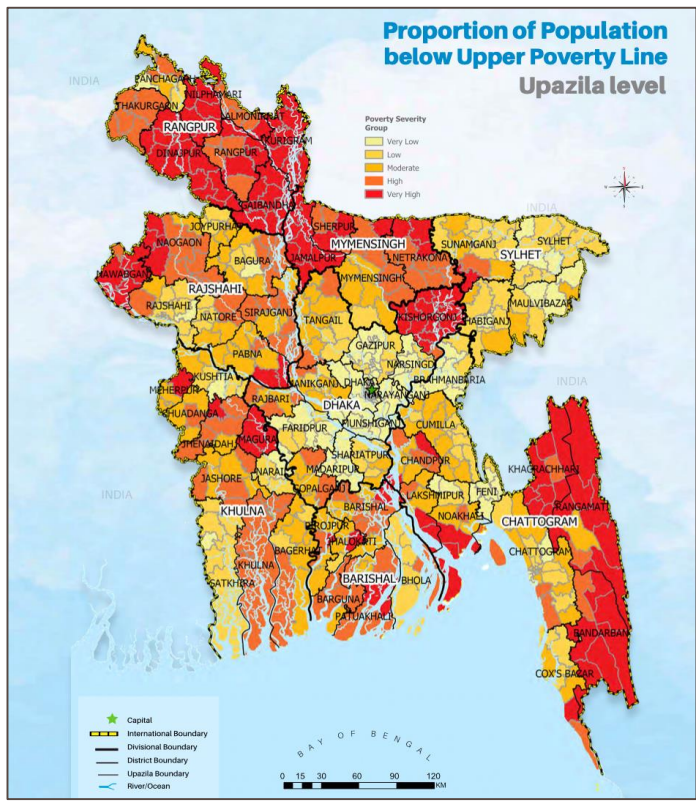 Proportion of Population
below Upper Poverty Line
Upazila level
INDIA
Poverty Severity
Group
Very Low
Low
Moderate
High
Very High
PANCHAGARH
NILPHAMARI
THAKURGAON
LALMONIRHAT
RANGPUR
KURIGRAM
DINAJPUR
RANGPUR
GAIBANDHA
INDIA
JOYPURHAT
SHERPUR
NAOGAON
MYMENSINGH
SUNAMGANJ
SYLHET
NETRAKONA
SYLHET
BAGURA
JAMALPUR
NAWABGANJ
MYMENSINGH
RAJSHAHI
MAULVIBAZAR
RAJSHAHI
SIRAJGANJ
NATORE
TANGAIL
KISHORGONJ
HABIGANJ
GAZIPUR
PABNA
NARSINGDI
KUSHTIA
MANIKGANJ
DHAKA
BRAHMANBARIA
INDIA
MEHERPUR
NARAYANGANJ
RAJBARI
DHAKA
CHUADANGA
MUNSHIGANJ
FARIDPUR
CUMILLA
MAGURA
JHENAIDAH
SHARIATPUR
CHANDPUR
KHAGRACHHARI
MADARIPUR
NARAIL
JASHORE
GOPALGANJ
LAKSHMIPUR
FENI
INDIA
RANGAMATI
BARISHAL
KHULNA
NOAKHALI
CHATTOGRAM
PIROJPUR
JHALOKATI
BAGERHAT
CHATTOGRAM
KHULNA
BARISHAL
BHOLA
SATKHIRA
BARGUNA
PATUAKHALI
BANDARBAN
COX'S BAZAR
Capital
International Boundary
Divisional Boundary
District Boundary
Upazila Boundary
River/Ocean
BAY OF BENGAL
0 15 30 60 90 120
KM